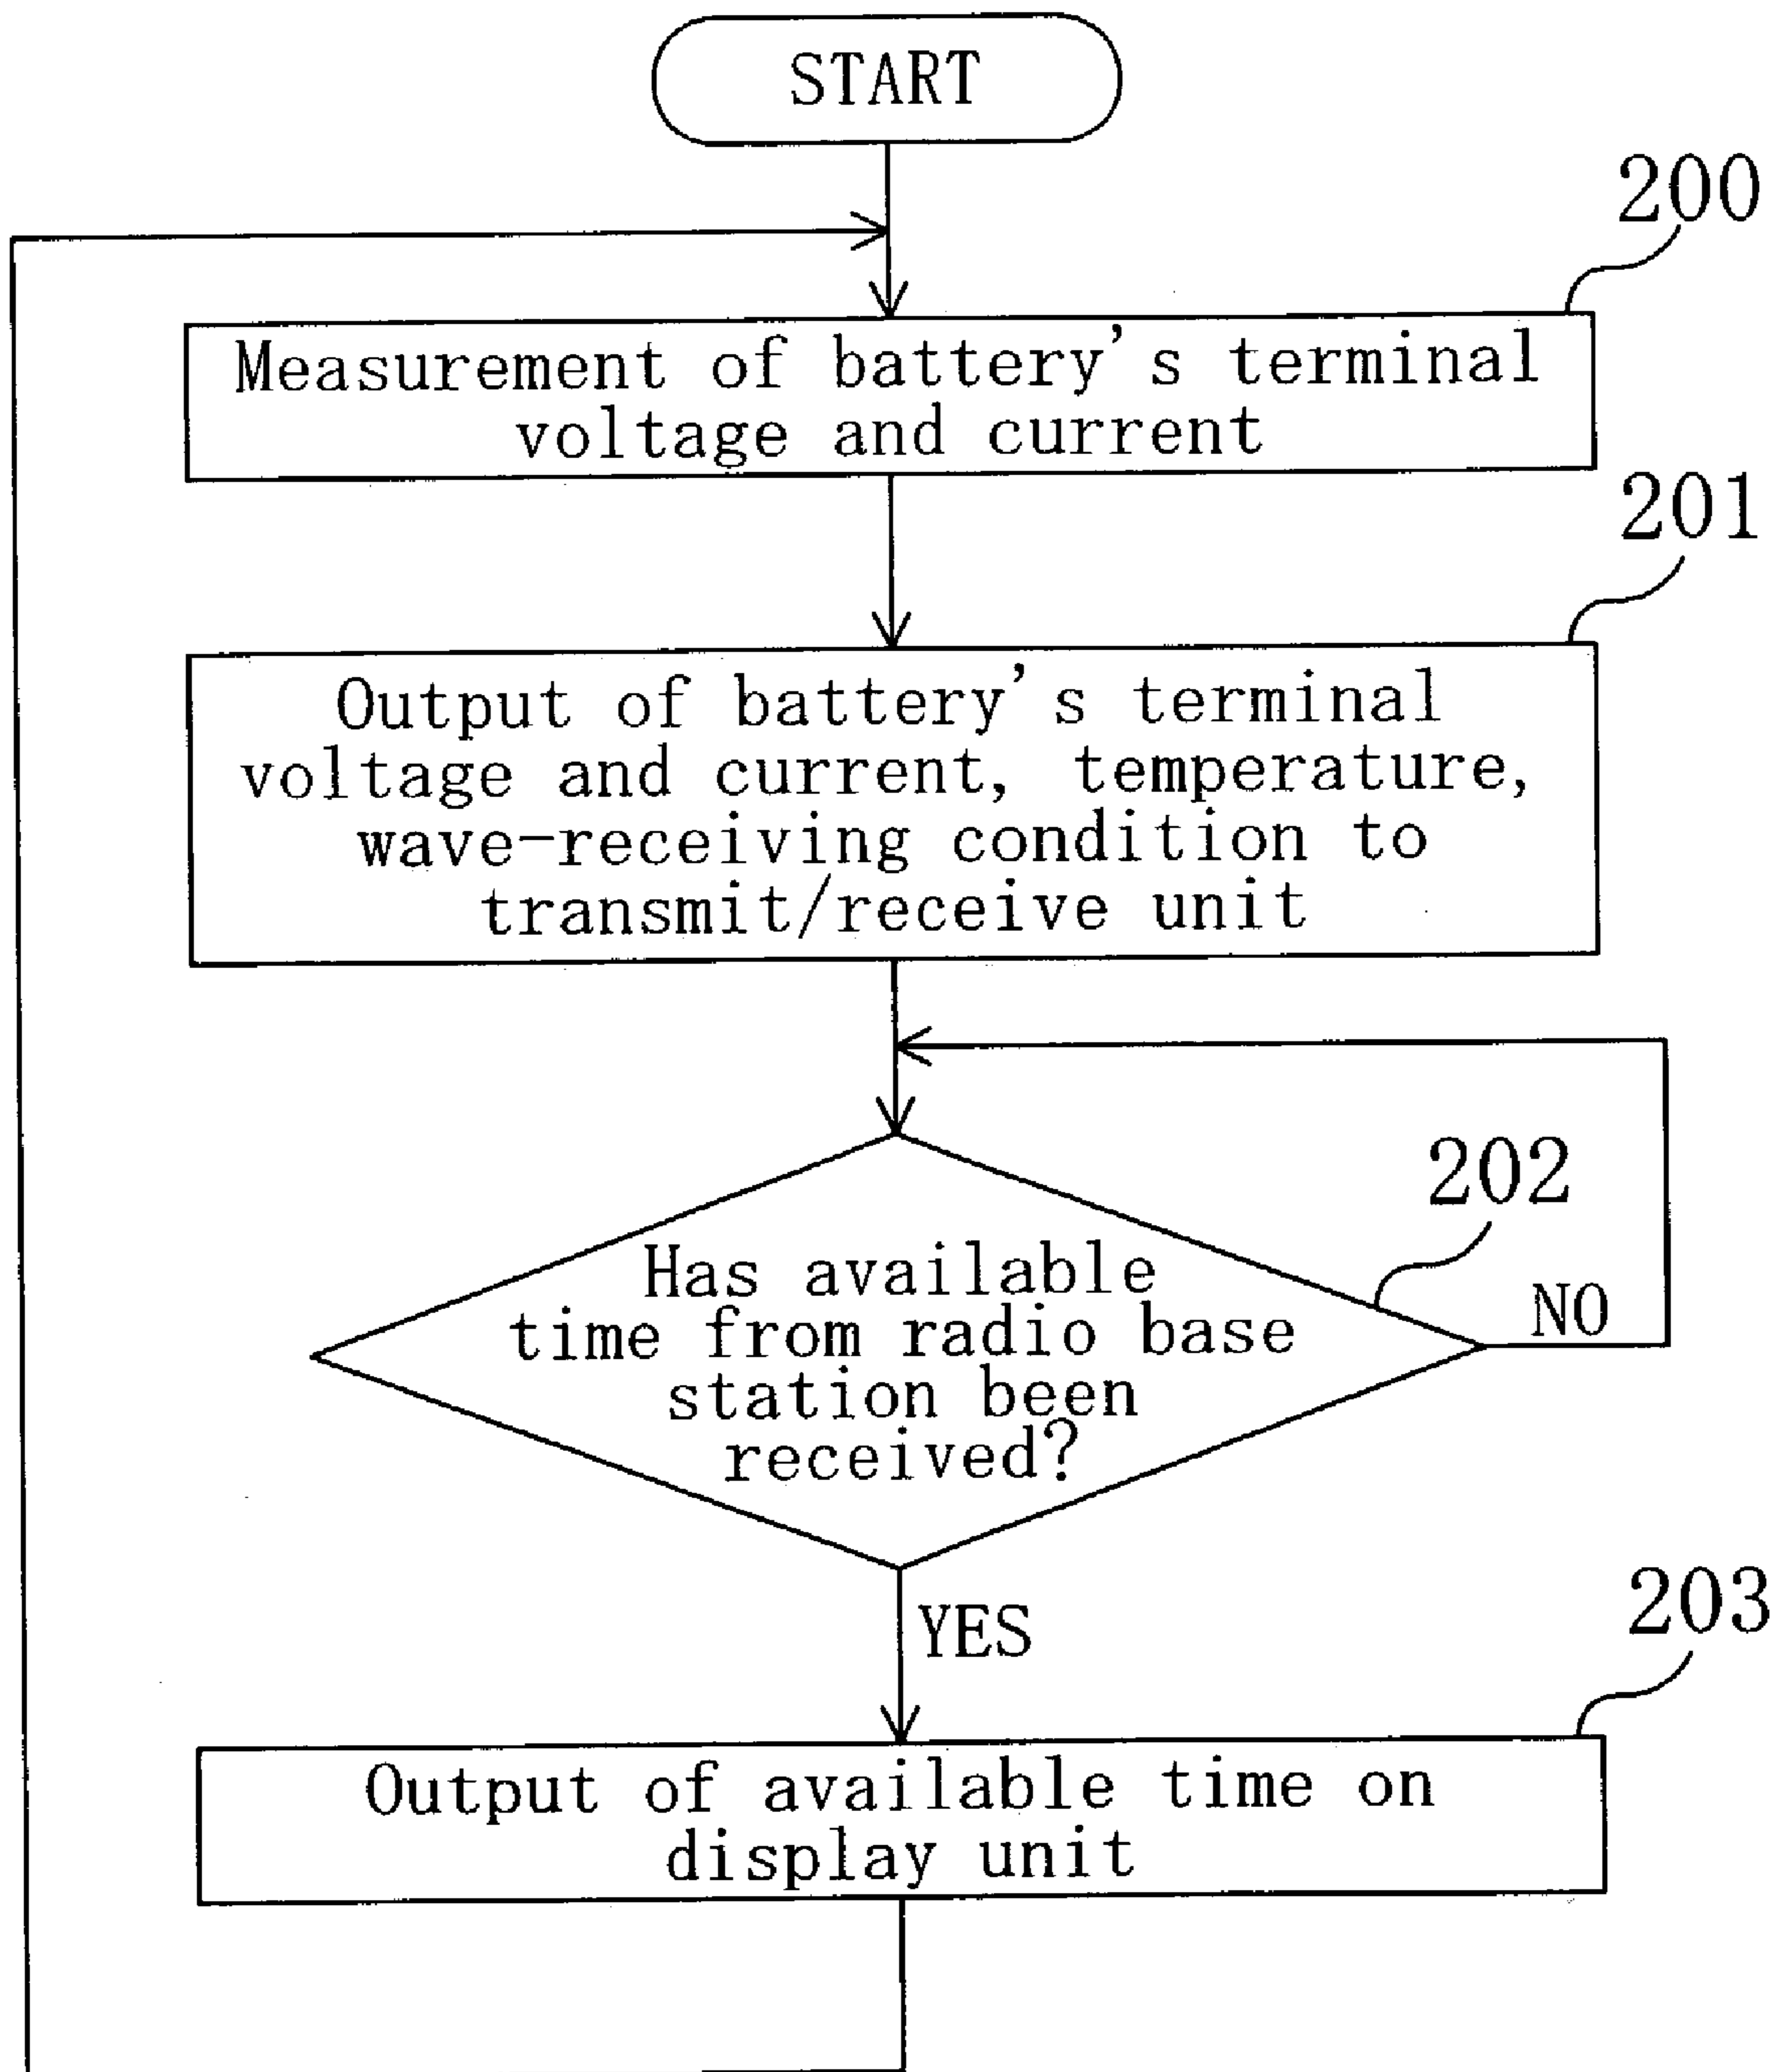 START
200
Measurement of battery's terminal
voltage and current
201
Output of battery's terminal
voltage and current, temperature,
wave-receiving condition to
transmit/receive unit
202
Has available
time from radio base
station been
received?
NO
YES
203
Output of available time on
display unit